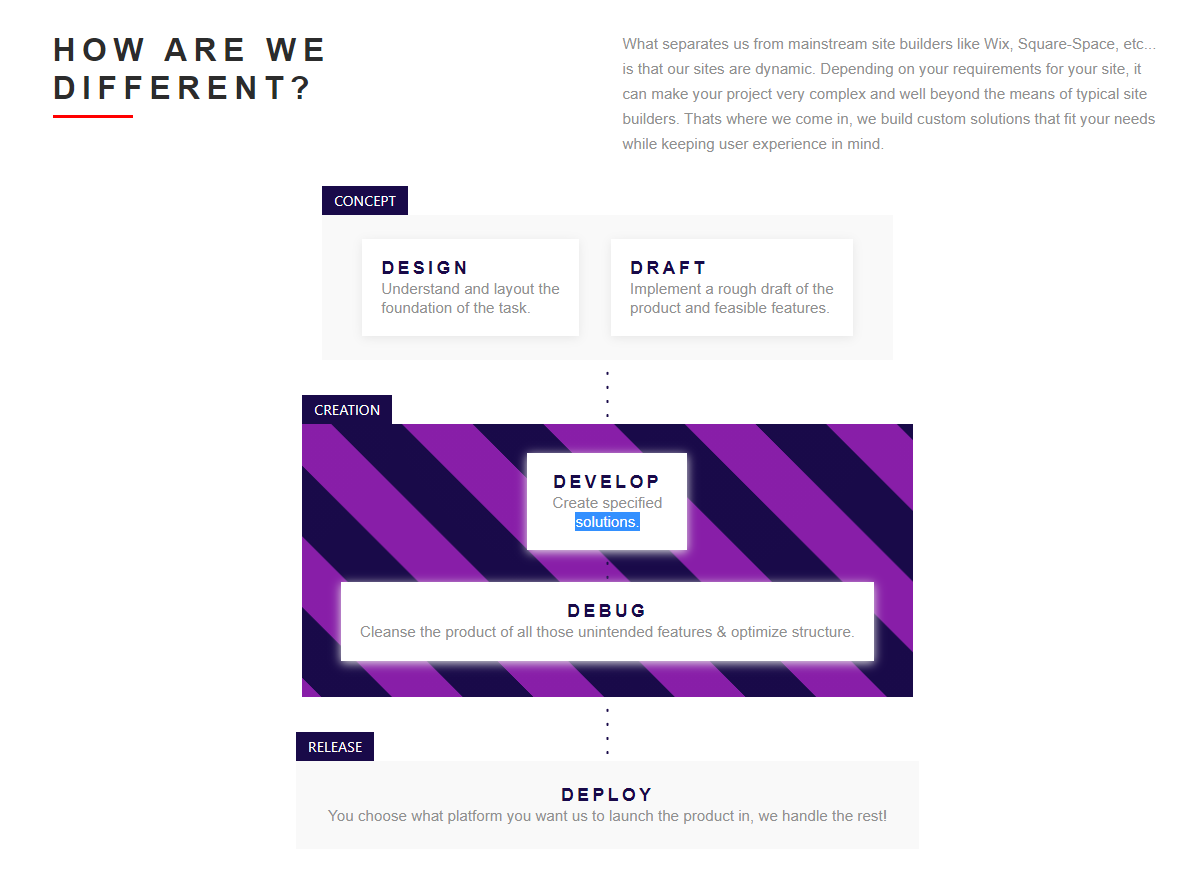 HOW ARE WE
DIFFERENT?
What separates us from mainstream site builders like Wix, Square-Space, etc...
is that our sites are dynamic. Depending on your requirements for your site, it
can make your project very complex and well beyond the means of typical site
builders. Thats where we come in, we build custom solutions that fit your needs
while keeping user experience in mind.
CONCEPT
DESIGN
Understand and layout the
foundation of the task.
DRAFT
Implement a rough draft of the
product and feasible features.
CREATION
DEVELOP
Create specified
solutions.
DEBUG
Cleanse the product of all those unintended features & optimize structure.
RELEASE
DEPLOY
You choose what platform you want us to launch the product in, we handle the rest!